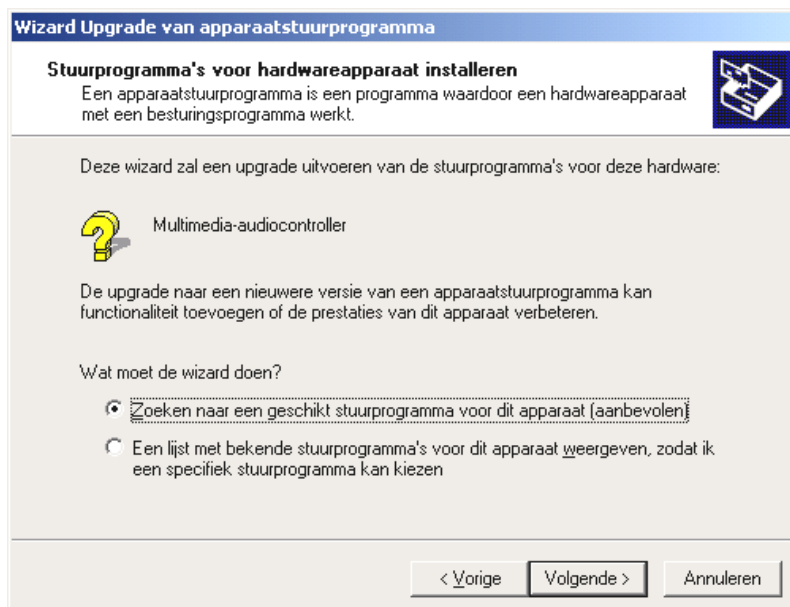 Wizard Upgrade van apparaatstuurprogramma
Stuurprogramma's voor hardwareapparaat installeren
Een apparaatstuurprogramma is een programma waardoor een hardwareapparaat
met een besturingsprogramma werkt.
Deze wizard zal een upgrade uitvoeren van de stuurprogramma's voor deze hardware:
Multimedia-audiocontroller
De upgrade naar een nieuwere versie van een apparaatstuurprogramma kan
functionaliteit toevoegen of de prestaties van dit apparaat verbeteren.
Wat moet de wizard doen?
Zoeken naar een geschikt stuurprogramma voor dit apparaat (aanbevolen)
Een lijst met bekende stuurprogramma's voor dit apparaat weergeven, zodat ik
een specifiek stuurprogramma kan kiezen
< Vorige Volgende > Annuleren